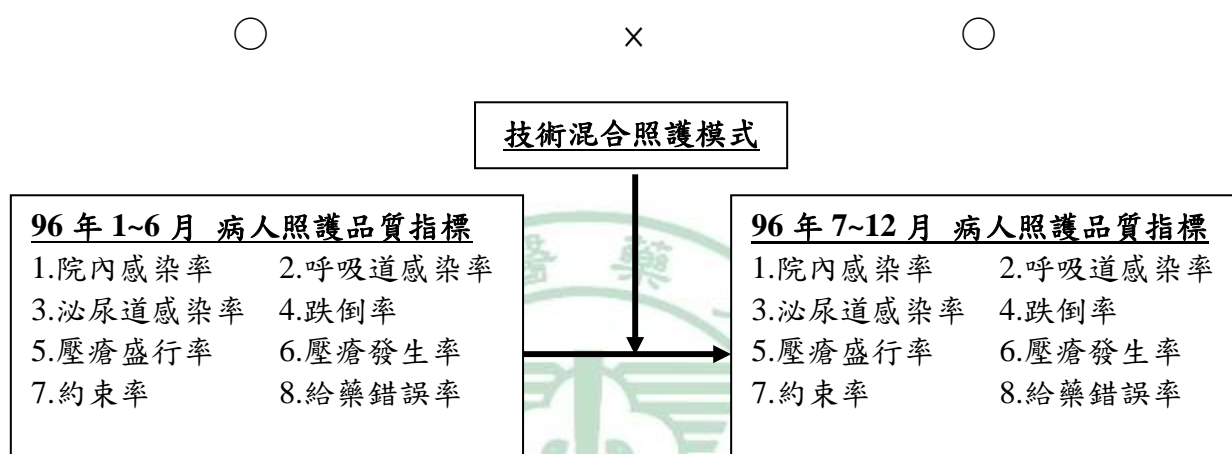 ○ × ○
技術混合照護模式
96 年 1~6 月 病人照護品質指標
1.院內感染率 2.呼吸道感染率
3.泌尿道感染率 4.跌倒率
5.壓瘡盛行率 6.壓瘡發生率
7.約束率 8.給藥錯誤率
96 年 7~12 月 病人照護品質指標
1.院內感染率 2.呼吸道感染率
3.泌尿道感染率 4.跌倒率
5.壓瘡盛行率 6.壓瘡發生率
7.約束率 8.給藥錯誤率
醫 藥